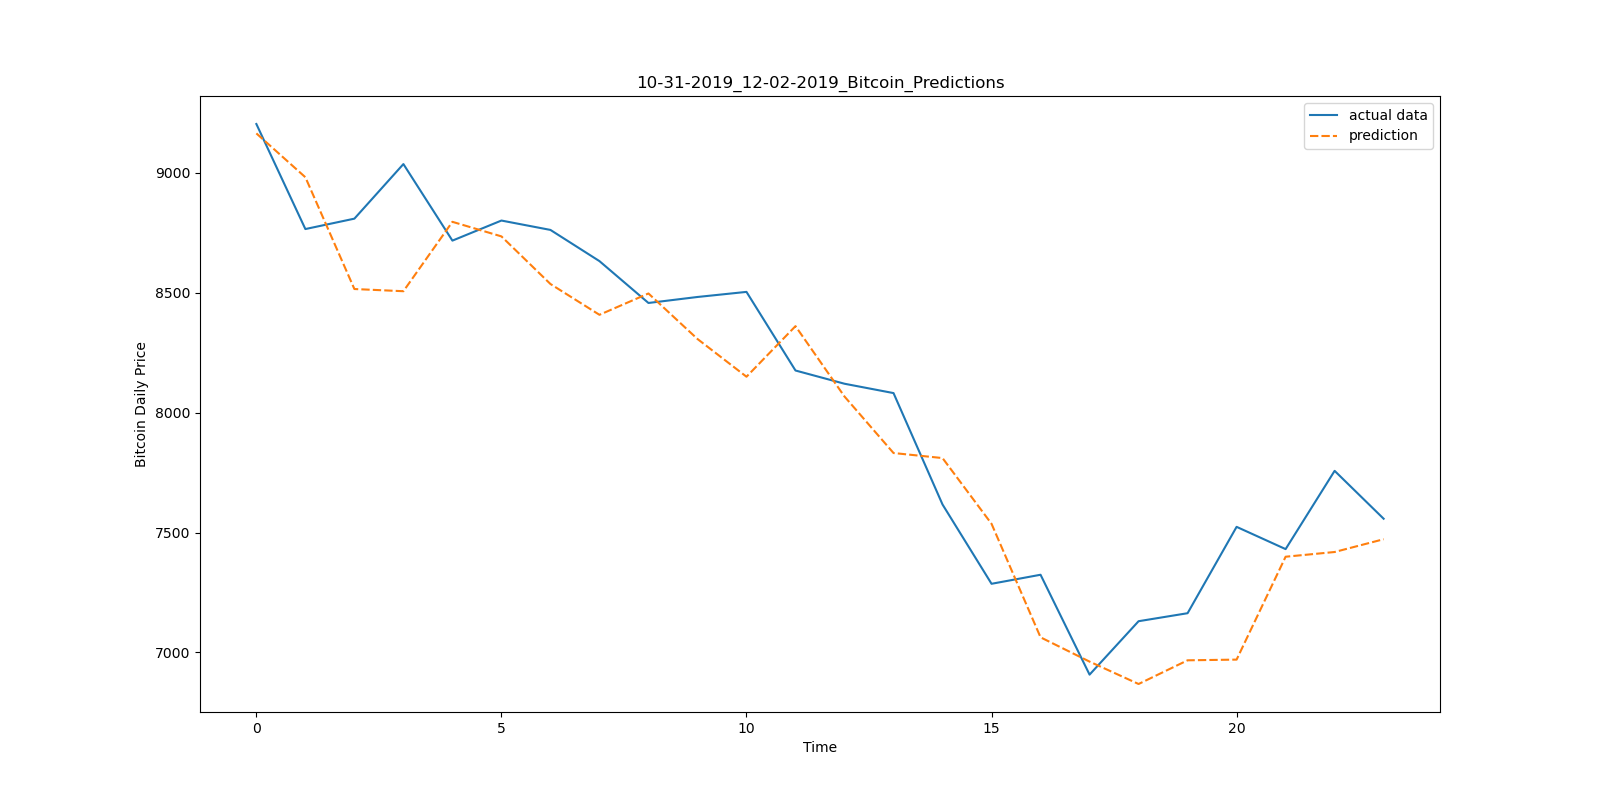 10-31-2019_12-02-2019_Bitcoin_Predictions
actual data
prediction
9000
8500
8000
7500
7000
Bitcoin Daily Price
0 5 10 15 20
Time